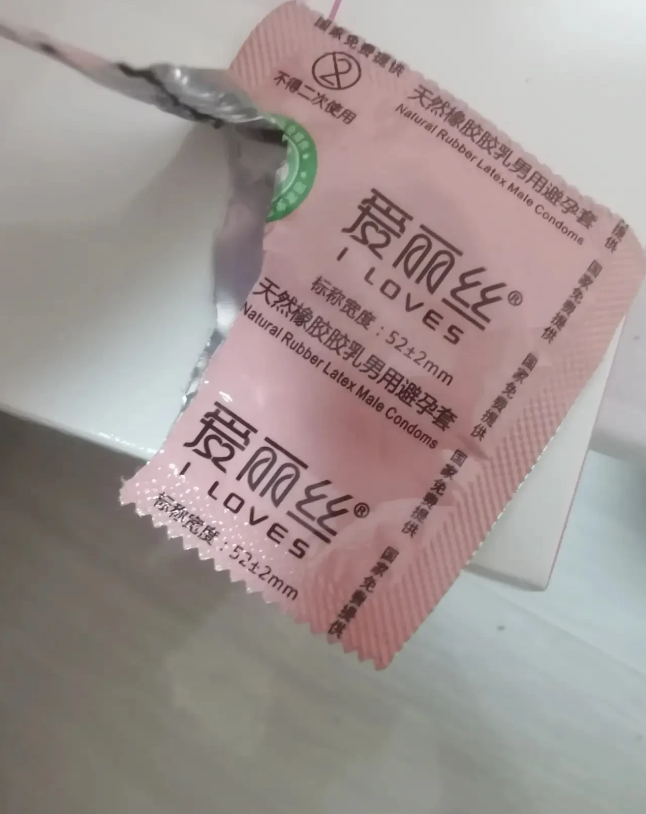 国家免费提供
不得二次使用
天然橡胶胶乳男用避孕套
Natural Rubber Latex Male Condoms
爱丽丝®
I LOVES
标称宽度：52±2mm
天然橡胶胶乳男用避孕套
Natural Rubber Latex Male Condoms
爱丽丝®
I LOVES
标称宽度：52±2mm
国家免费提供
国家免费提供
国家免费提供
国家免费提供